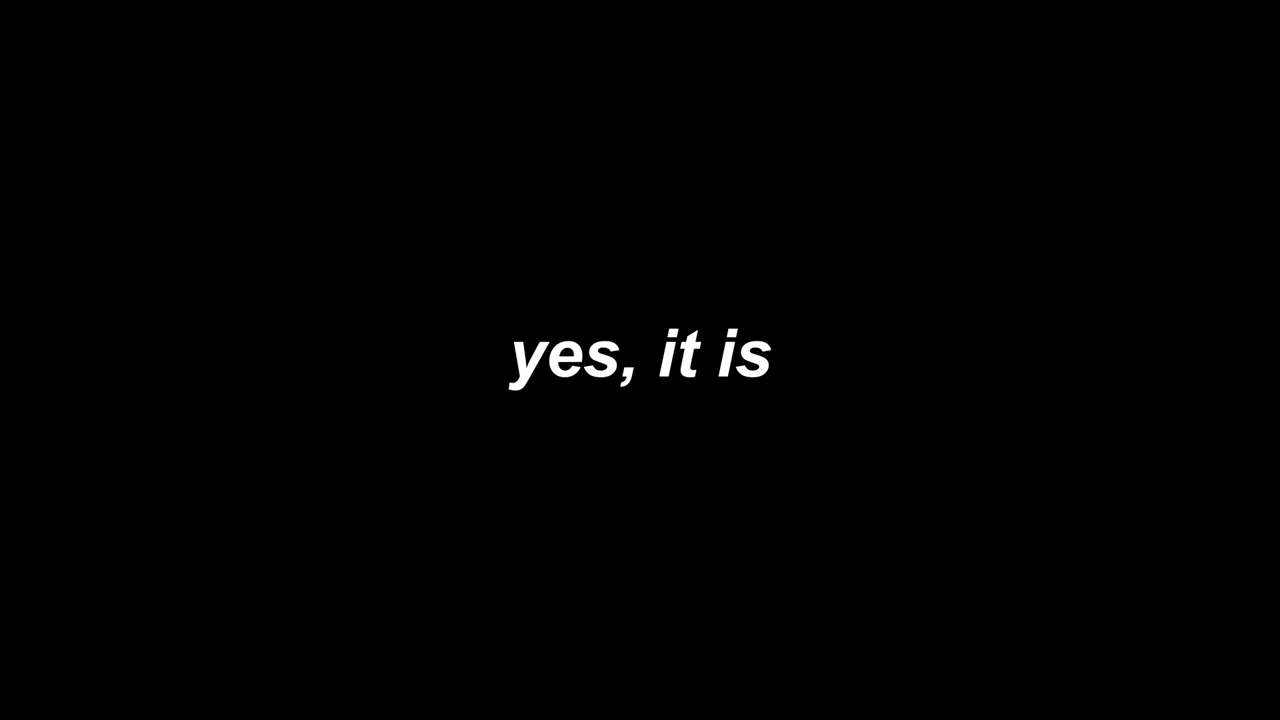 yes, it is